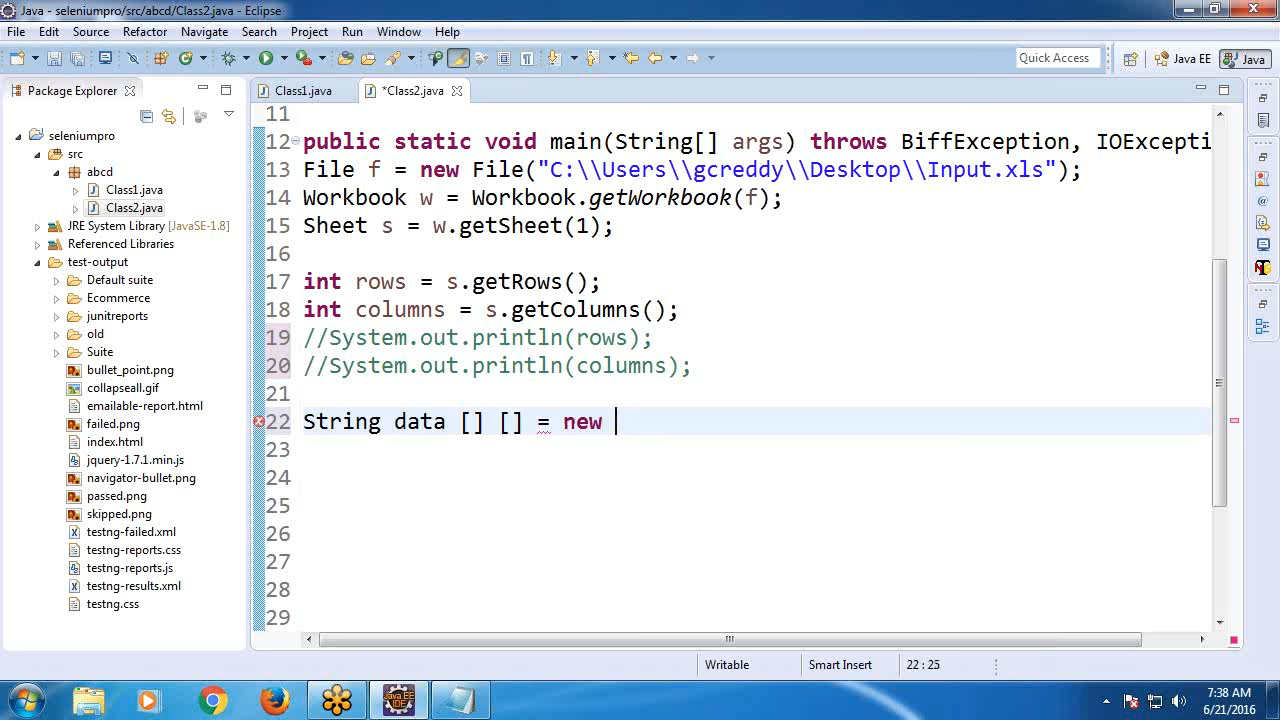 Java - seleniumpro/src/abcd/Class2.java - Eclipse
File Edit Source Refactor Navigate Search Project Run Window Help
Quick Access Java EE Java
Package Explorer
Class1.java *Class2.java
seleniumpro
src
abcd
Class1.java
Class2.java
JRE System Library [JavaSE-1.8]
Referenced Libraries
test-output
Default suite
Ecommerce
junitreports
old
Suite
bullet_point.png
collapseall.gif
emailable-report.html
failed.png
index.html
jquery-1.7.1.min.js
navigator-bullet.png
passed.png
skipped.png
testng-failed.xml
testng-reports.css
testng-reports.js
testng-results.xml
testng.css
11
12 public static void main(String[] args) throws BiffException, IOExcepti
13 File f = new File("C:\\Users\\gcreddy\\Desktop\\Input.xls");
14 Workbook w = Workbook.getWorkbook(f);
15 Sheet s = w.getSheet(1);
16
17 int rows = s.getRows();
18 int columns = s.getColumns();
19 //System.out.println(rows);
20 //System.out.println(columns);
21
22 String data [] [] = new
23
24
25
26
27
28
29
Writable Smart Insert 22 : 25
7:38 AM
6/21/2016